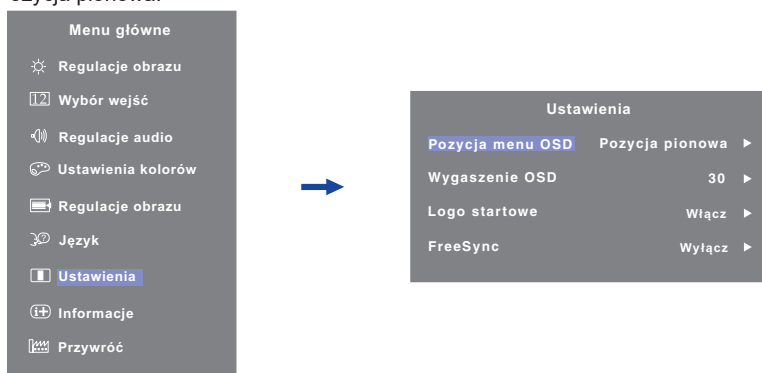 Menu główne
Regulacje obrazu
12 Wybór wejść
Regulacje audio
Ustawienia kolorów
Regulacje obrazu
Język
Ustawienia
Informacje
Przywróć
Ustawienia
Pozycja menu OSD Pozycja pionowa
Wygaszenie OSD 30
Logo startowe Włącz
FreeSync Wyłącz